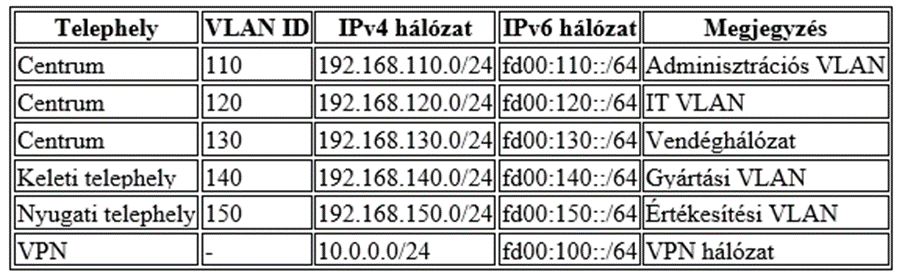 Telephely VLAN ID IPv4 hálózat IPv6 hálózat Megjegyzés
Centrum 110 192.168.110.0/24 fd00:110::/64 Adminisztrációs VLAN
Centrum 120 192.168.120.0/24 fd00:120::/64 IT VLAN
Centrum 130 192.168.130.0/24 fd00:130::/64 Vendéghálózat
Keleti telephely 140 192.168.140.0/24 fd00:140::/64 Gyártási VLAN
Nyugati telephely 150 192.168.150.0/24 fd00:150::/64 Értékesítési VLAN
VPN - 10.0.0.0/24 fd00:100::/64 VPN hálózat